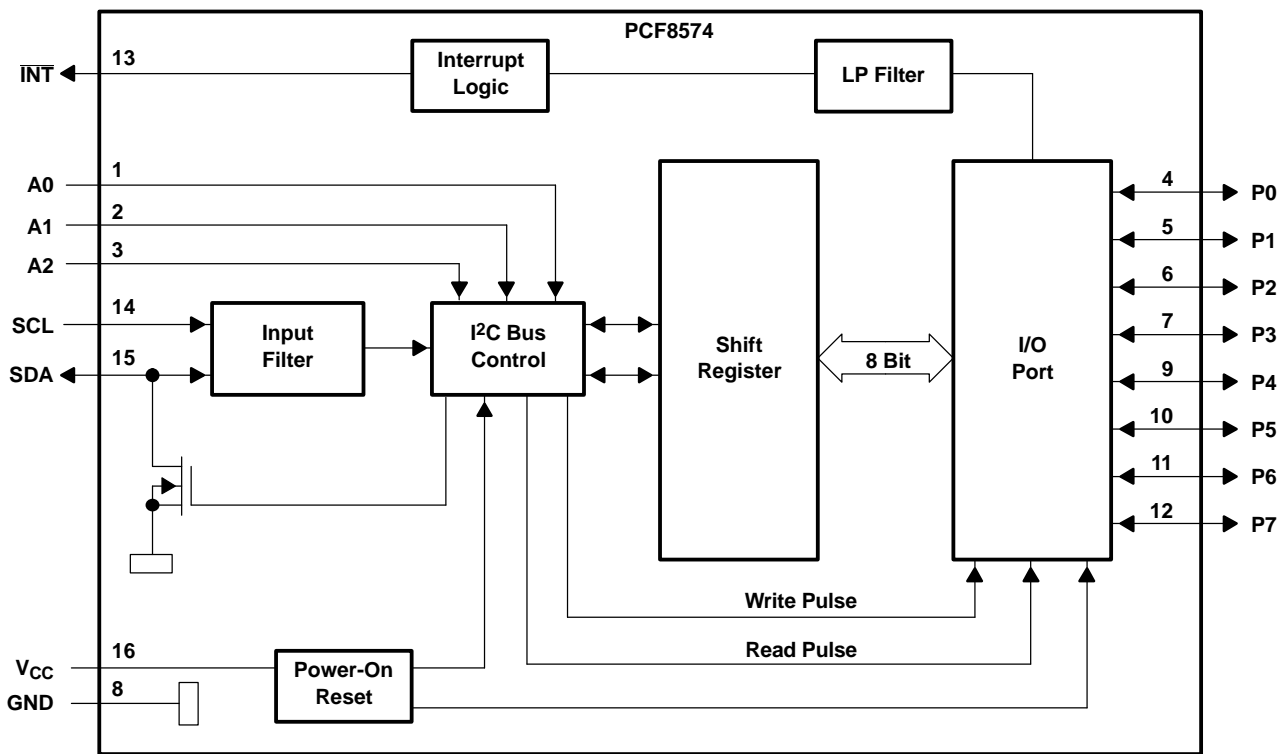 PCF8574
INT 13
Interrupt
Logic
LP Filter
A0 1
A1 2
A2 3
SCL 14
SDA 15
Input
Filter
I²C Bus
Control
Shift
Register
8 Bit
I/O
Port
4 P0
5 P1
6 P2
7 P3
9 P4
10 P5
11 P6
12 P7
Write Pulse
Read Pulse
VCC 16
GND 8
Power-On
Reset